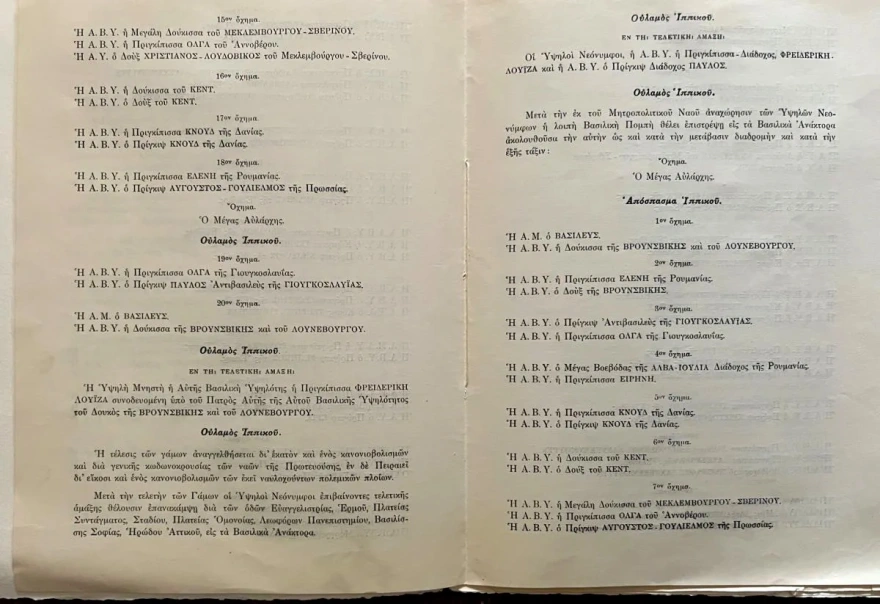 15ον ὄχημα.
Ἡ Α. Β. Υ. ἡ Μεγάλη Δούκισσα τοῦ ΜΕΚΛΕΜΒΟΥΡΓΟΥ-ΣΒΕΡΙΝΟΥ.
Ἡ Α. Β. Υ. ἡ Πριγκίπισσα ΟΛΓΑ τοῦ Ἀννοβέρου.
Ἡ Α. Υ. ὁ Δοὺξ ΧΡΙΣΤΙΑΝΟΣ-ΛΟΥΔΟΒΙΚΟΣ τοῦ Μεκλεμβούργου-Σβερίνου.
16ον ὄχημα.
Ἡ Α. Β. Υ. ἡ Δούκισσα τοῦ ΚΕΝΤ.
Ἡ Α. Β. Υ. ὁ Δοὺξ τοῦ ΚΕΝΤ.
17ον ὄχημα.
Ἡ Α. Β. Υ. ἡ Πριγκίπισσα ΚΝΟΥΔ τῆς Δανίας.
Ἡ Α. Β. Υ. ὁ Πρίγκιψ ΚΝΟΥΔ τῆς Δανίας.
18ον ὄχημα.
Ἡ Α. Β. Υ. ἡ Πριγκίπισσα ΕΛΕΝΗ τῆς Ρουμανίας.
Ἡ Α. Β. Υ. ὁ Πρίγκιψ ΑΥΓΟΥΣΤΟΣ-ΓΟΥΛΙΕΛΜΟΣ τῆς Πρωσσίας.
Ὄχημα.
Ὁ Μέγας Αὐλάρχης.
Οὐλαμὸς Ἱππικοῦ.
19ον ὄχημα.
Ἡ Α. Β. Υ. ἡ Πριγκίπισσα ΟΛΓΑ τῆς Γιουγκοσλαυΐας.
Ἡ Α. Β. Υ. ὁ Πρίγκιψ ΠΑΥΛΟΣ Ἀντιβασιλεὺς τῆς ΓΙΟΥΓΚΟΣΛΑΥΪΑΣ.
20ον ὄχημα.
Ἡ Α. Μ. ὁ ΒΑΣΙΛΕΥΣ.
Ἡ Α. Β. Υ. ἡ Δούκισσα τῆς ΒΡΟΥΝΣΒΙΚΗΣ καὶ τοῦ ΛΟΥΝΕΒΟΥΡΓΟΥ.
Οὐλαμὸς Ἱππικοῦ.
ΕΝ Τῌ ΤΕΛΕΤΙΚῌ ΑΜΑΞῌ
Ἡ Ὑψηλὴ Μνηστὴ ἡ Αὐτῆς Βασιλικὴ Ὑψηλότης ἡ Πριγκίπισσα ΦΡΕΙΔΕΡΙΚΗ
ΛΟΥΪΖΑ συνοδευομένη ὑπὸ τοῦ Πατρὸς Αὐτῆς τῆς Αὐτοῦ Βασιλικῆς Ὑψηλότητος
τοῦ Δουκὸς τῆς ΒΡΟΥΝΣΒΙΚΗΣ καὶ τοῦ ΛΟΥΝΕΒΟΥΡΓΟΥ.
Οὐλαμὸς Ἱππικοῦ.
Ἡ τέλεσις τῶν γάμων ἀναγγελθήσεται δι' ἑκατὸν καὶ ἑνὸς κανονιοβολισμῶν
καὶ διὰ γενικῆς κωδωνοκρουσίας τῶν ναῶν τῆς Πρωτευούσης, ἐν δὲ Πειραιεῖ
δι' εἴκοσι καὶ ἑνὸς κανονιοβολισμῶν τῶν ἐκεῖ ναυλοχούντων πολεμικῶν πλοίων.
Μετὰ τὴν τελετὴν τῶν Γάμων οἱ Ὑψηλοὶ Νεόνυμφοι ἐπιβαίνοντες τελετικῆς
ἁμάξης θέλουσιν ἐπανακάμψῃ διὰ τῶν ὁδῶν Εὐαγγελιστρίας, Ἑρμοῦ, Πλατείας
Συντάγματος, Σταδίου, Πλατείας Ὁμονοίας, Λεωφόρων Πανεπιστημίου, Βασιλίσ-
σης Σοφίας, Ἡρώδου Ἀττικοῦ, εἰς τὰ Βασιλικὰ Ἀνάκτορα.
Οὐλαμὸς Ἱππικοῦ.
ΕΝ Τῌ ΤΕΛΕΤΙΚῌ ΑΜΑΞῌ
Οἱ Ὑψηλοὶ Νεόνυμφοι, ἡ Α. Β. Υ. ἡ Πριγκίπισσα-Διάδοχος, ΦΡΕΙΔΕΡΙΚΗ-
ΛΟΥΪΖΑ καὶ ἡ Α. Β. Υ. ὁ Πρίγκιψ Διάδοχος ΠΑΥΛΟΣ.
Οὐλαμὸς Ἱππικοῦ.
Μετὰ τὴν ἐκ τοῦ Μητροπολιτικοῦ Ναοῦ ἀναχώρησιν τῶν Ὑψηλῶν Νεο-
νύμφων ἡ λοιπὴ Βασιλικὴ Πομπὴ θέλει ἐπιστρέψῃ εἰς τὰ Βασιλικὰ Ἀνάκτορα
ἀκολουθοῦσα τὴν αὐτὴν ὡς καὶ κατὰ τὴν μετάβασιν διαδρομὴν καὶ κατὰ τὴν
ἑξῆς τάξιν :
Ὄχημα.
Ὁ Μέγας Αὐλάρχης.
Ἀπόσπασμα Ἱππικοῦ.
1ον ὄχημα.
Ἡ Α. Μ. ὁ ΒΑΣΙΛΕΥΣ.
Ἡ Α. Β. Υ. ἡ Δούκισσα τῆς ΒΡΟΥΝΣΒΙΚΗΣ καὶ τοῦ ΛΟΥΝΕΒΟΥΡΓΟΥ.
2ον ὄχημα.
Ἡ Α. Β. Υ. ἡ Πριγκίπισσα ΕΛΕΝΗ τῆς Ρουμανίας.
Ἡ Α. Β. Υ. ὁ Δοὺξ τῆς ΒΡΟΥΝΣΒΙΚΗΣ.
3ον ὄχημα.
Ἡ Α. Β. Υ. ὁ Πρίγκιψ Ἀντιβασιλεὺς τῆς ΓΙΟΥΓΚΟΣΛΑΥΪΑΣ.
Ἡ Α. Β. Υ. ἡ Πριγκίπισσα ΟΛΓΑ τῆς Γιουγκοσλαυΐας.
4ον ὄχημα.
Ἡ Α. Β. Υ. ὁ Μέγας Βοεβόδας τῆς ΑΛΒΑ-ΙΟΥΛΙΑ Διάδοχος τῆς Ρουμανίας.
Ἡ Α. Β. Υ. ἡ Πριγκίπισσα ΕΙΡΗΝΗ.
5ον ὄχημα.
Ἡ Α. Β. Υ. ἡ Πριγκίπισσα ΚΝΟΥΔ τῆς Δανίας.
Ἡ Α. Β. Υ. ὁ Πρίγκιψ ΚΝΟΥΔ τῆς Δανίας.
6ον ὄχημα.
Ἡ Α. Β. Υ. ἡ Δούκισσα τοῦ ΚΕΝΤ.
Ἡ Α. Β. Υ. ὁ Δοὺξ τοῦ ΚΕΝΤ.
7ον ὄχημα.
Ἡ Α. Β. Υ. ἡ Μεγάλη Δούκισσα τοῦ ΜΕΚΛΕΜΒΟΥΡΓΟΥ-ΣΒΕΡΙΝΟΥ.
Ἡ Α. Β. Υ. ἡ Πριγκίπισσα ΟΛΓΑ τοῦ Ἀννοβέρου.
Ἡ Α. Β. Υ. ὁ Πρίγκιψ ΑΥΓΟΥΣΤΟΣ-ΓΟΥΛΙΕΛΜΟΣ τῆς Πρωσσίας.